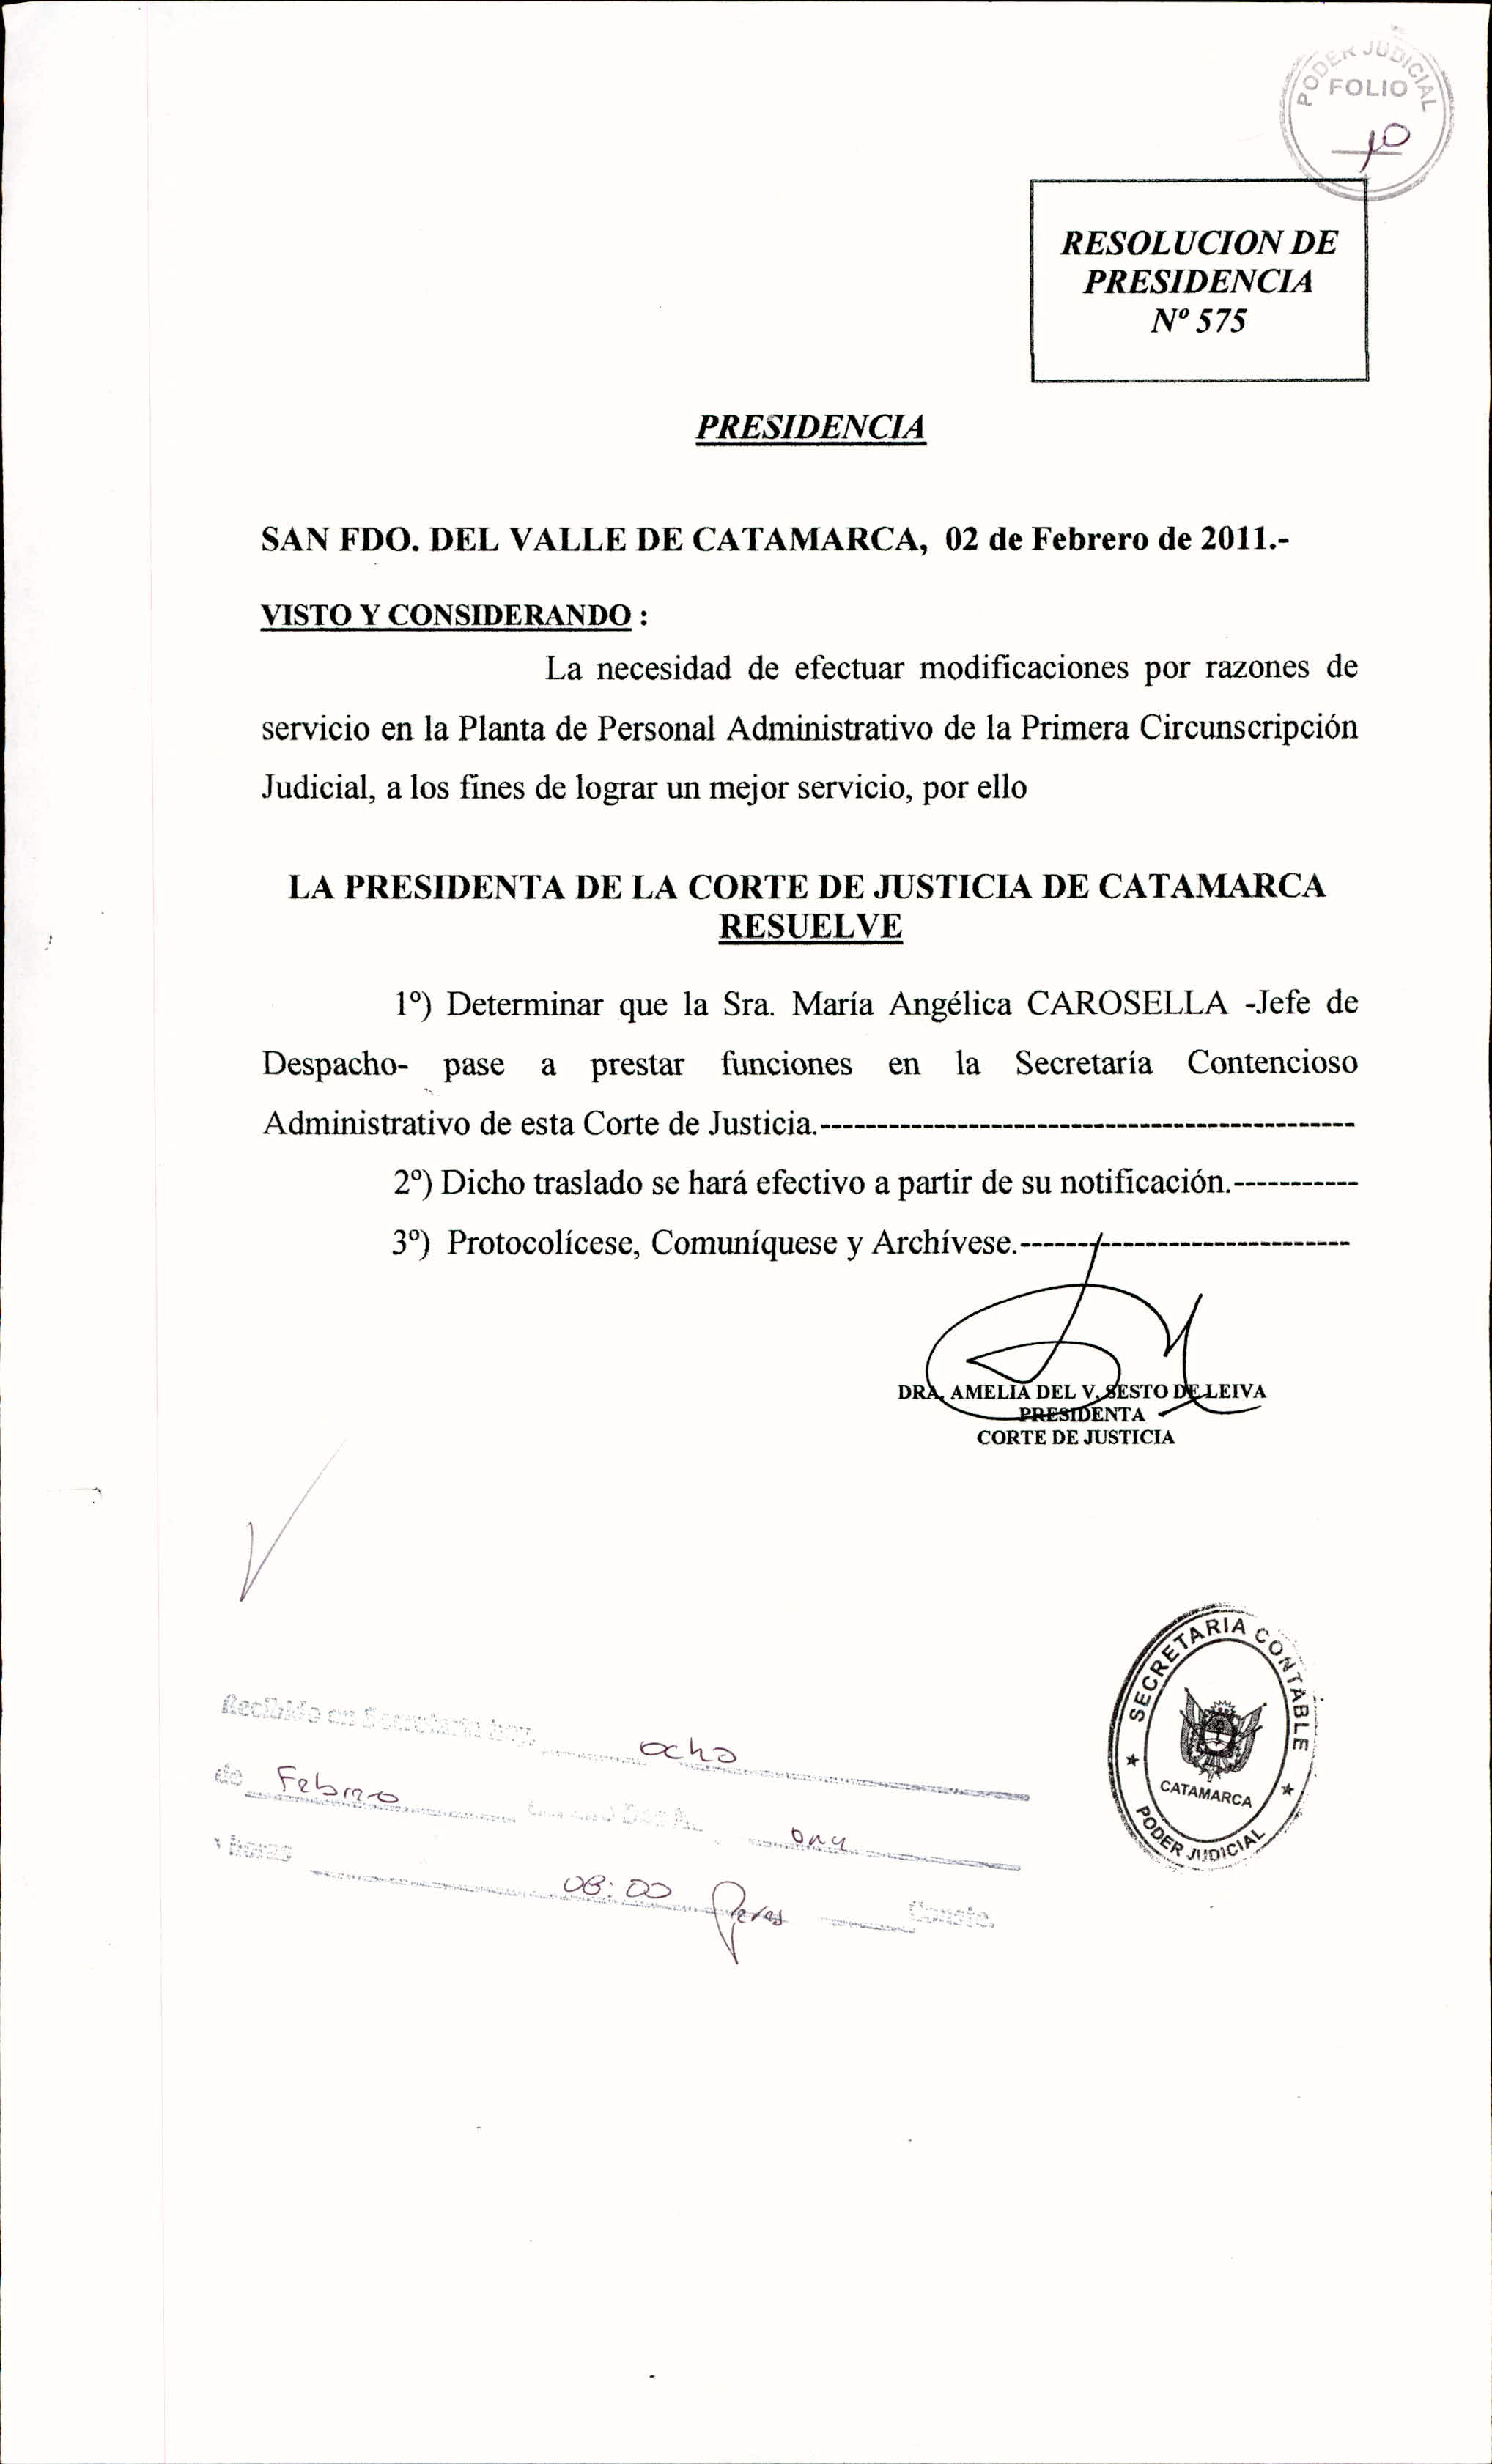 PODER JUDICIAL
FOLIO
10
RESOLUCION DE
PRESIDENCIA
Nº 575
PRESIDENCIA
SAN FDO. DEL VALLE DE CATAMARCA, 02 de Febrero de 2011.-
VISTO Y CONSIDERANDO :
La necesidad de efectuar modificaciones por razones de
servicio en la Planta de Personal Administrativo de la Primera Circunscripción
Judicial, a los fines de lograr un mejor servicio, por ello
LA PRESIDENTA DE LA CORTE DE JUSTICIA DE CATAMARCA
RESUELVE
1º) Determinar que la Sra. María Angélica CAROSELLA -Jefe de
Despacho- pase a prestar funciones en la Secretaría Contencioso
Administrativo de esta Corte de Justicia.-----------------------------------------------
2º) Dicho traslado se hará efectivo a partir de su notificación.-----------
3º) Protocolícese, Comuníquese y Archívese.-----------------------------
DRA. AMELIA DEL V. SESTO DE LEIVA
PRESIDENTA
CORTE DE JUSTICIA
SECRETARIA CONTABLE
CATAMARCA
PODER JUDICIAL
Recibido en Secretaría hoy, ocho
de Febrero once
horas 08:00 Conste.